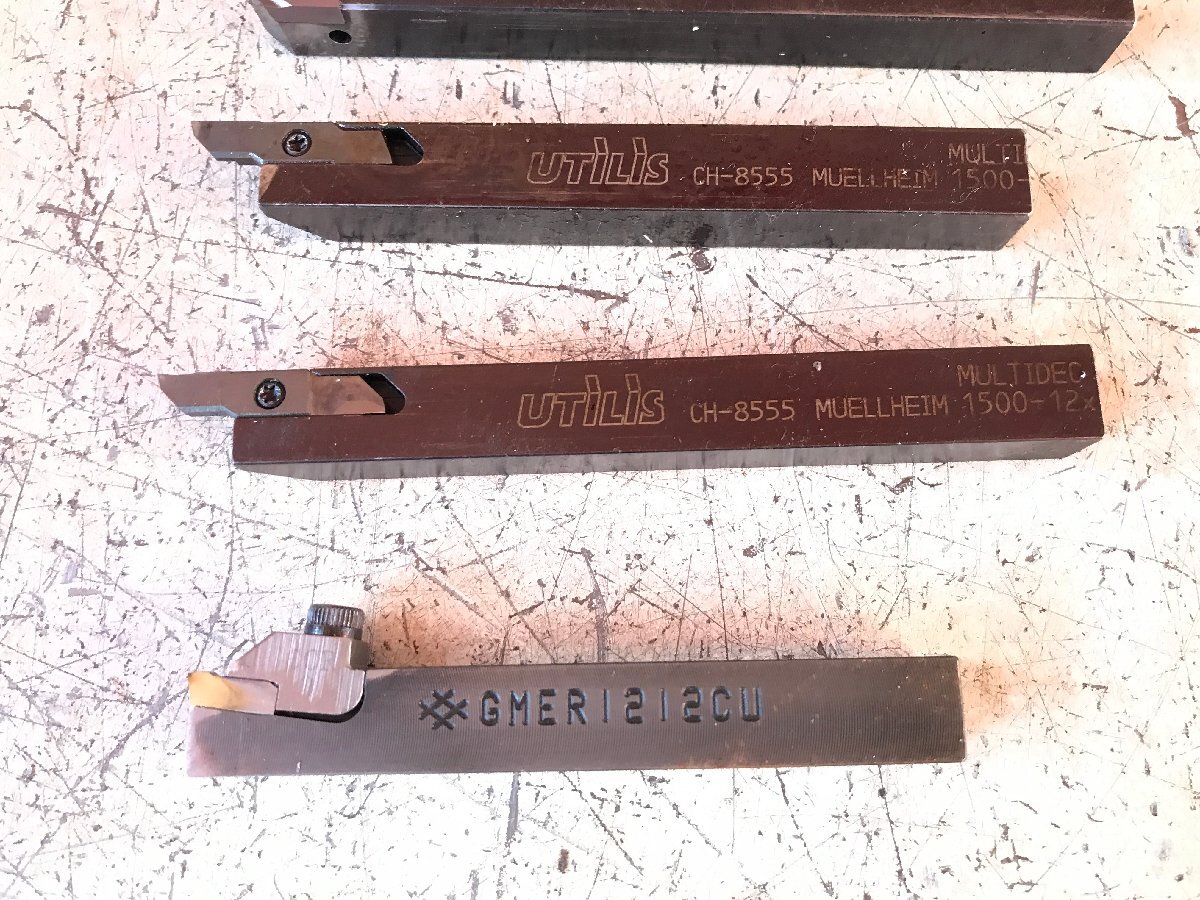 MULTI
UTILIS CH-8555 MUELLHEIM 1500-
MULTIDEC
UTILIS CH-8555 MUELLHEIM 1500-12x
GMER1212CU